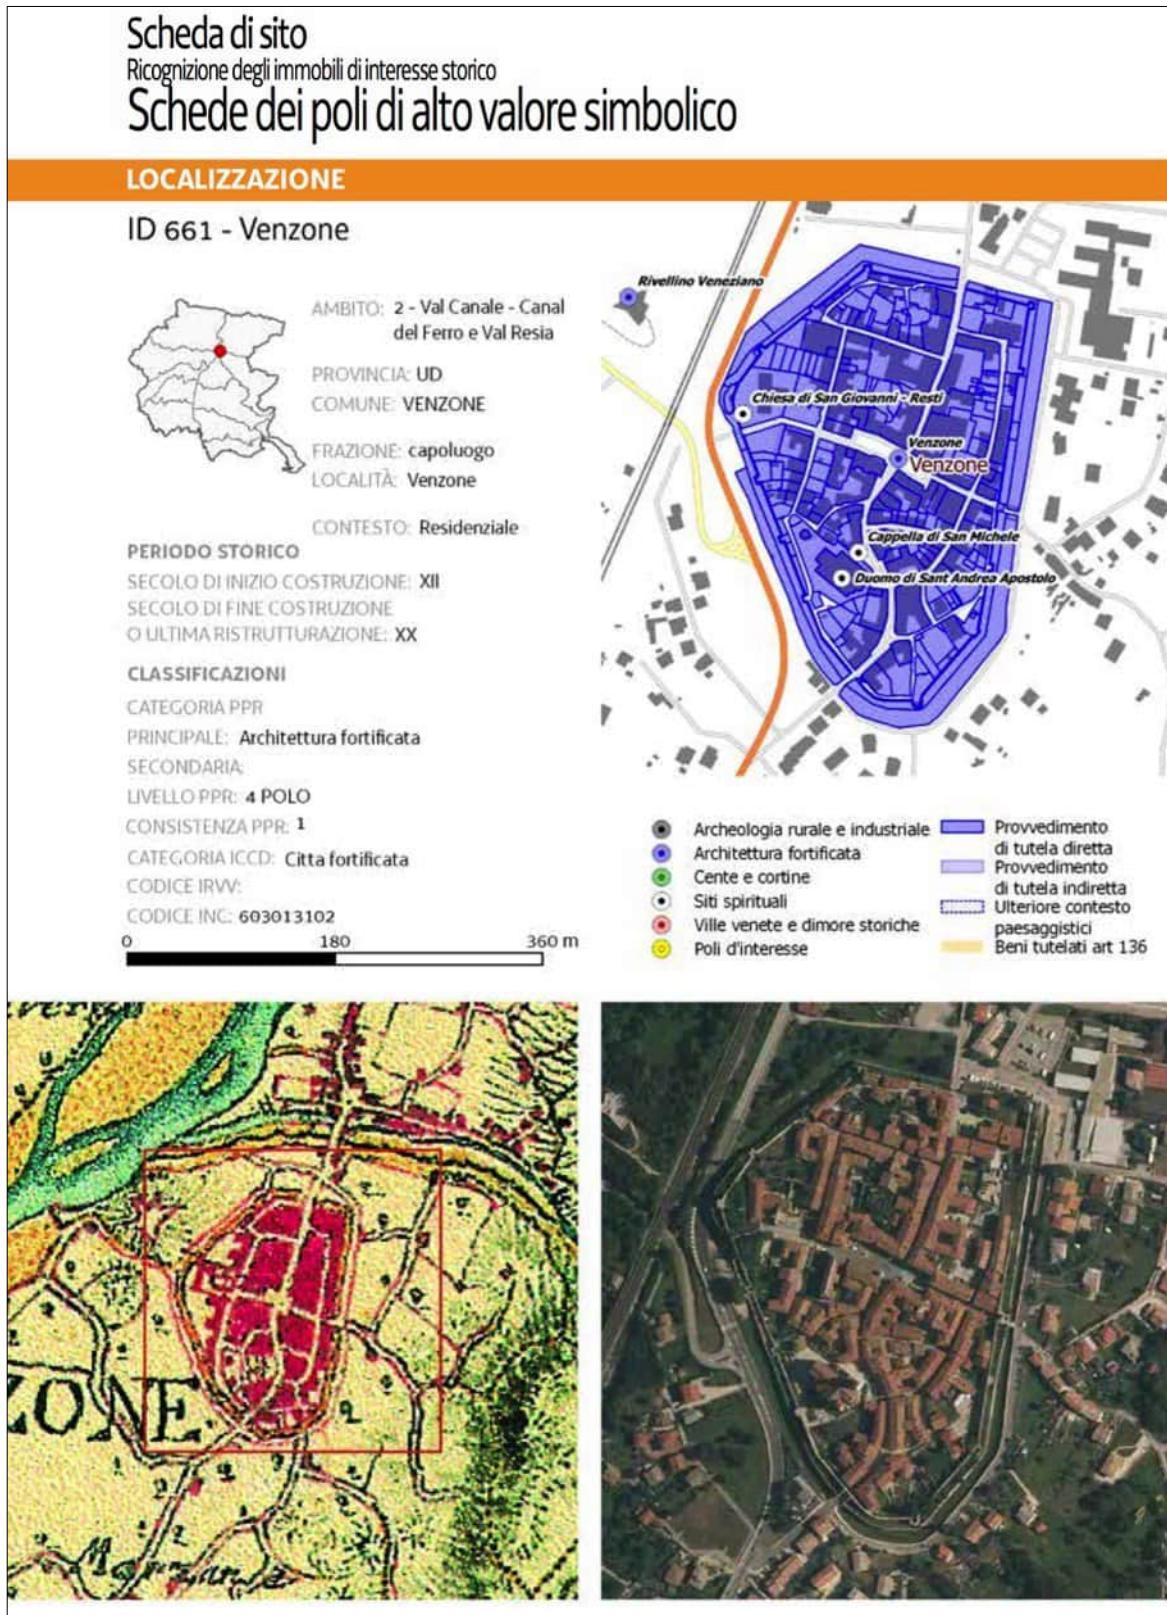 Scheda di sito
Ricognizione degli immobili di interesse storico
Schede dei poli di alto valore simbolico
LOCALIZZAZIONE
ID 661 - Venzone
AMBITO: 2 - Val Canale - Canal
del Ferro e Val Resia
PROVINCIA: UD
COMUNE: VENZONE
FRAZIONE: capoluogo
LOCALITÀ: Venzone
CONTESTO: Residenziale
PERIODO STORICO
SECOLO DI INIZIO COSTRUZIONE: XII
SECOLO DI FINE COSTRUZIONE
O ULTIMA RISTRUTTURAZIONE: XX
CLASSIFICAZIONI
CATEGORIA PPR
PRINCIPALE: Architettura fortificata
SECONDARIA:
LIVELLO PPR: 4 POLO
CONSISTENZA PPR: 1
CATEGORIA ICCD: Citta fortificata
CODICE IRVV:
CODICE INC: 603013102
0 180 360 m
Rivellino Veneziano
Chiesa di San Giovanni - Resti
Venzone
Venzone
Cappella di San Michele
Duomo di Sant Andrea Apostolo
Archeologia rurale e industriale
Architettura fortificata
Cente e cortine
Siti spirituali
Ville venete e dimore storiche
Poli d'interesse
Provvedimento
di tutela diretta
Provvedimento
di tutela indiretta
Ulteriore contesto
paesaggistici
Beni tutelati art 136
ZONE